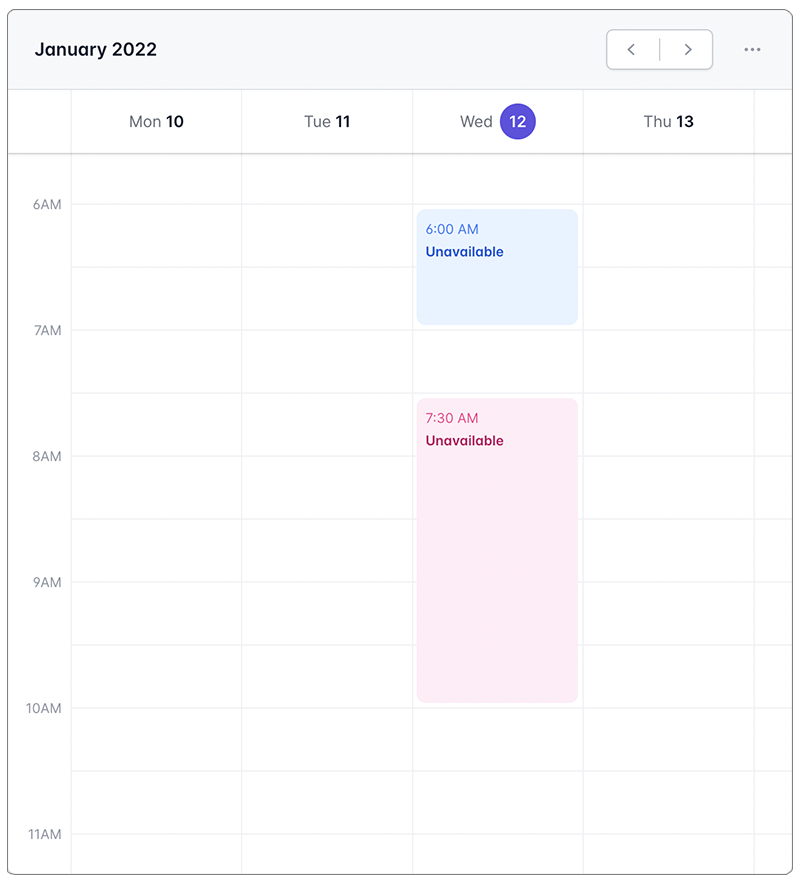 January 2022
Mon 10
Tue 11
Wed 12
Thu 13
6AM
6:00 AM
Unavailable
7AM
7:30 AM
Unavailable
8AM
9AM
10AM
11AM